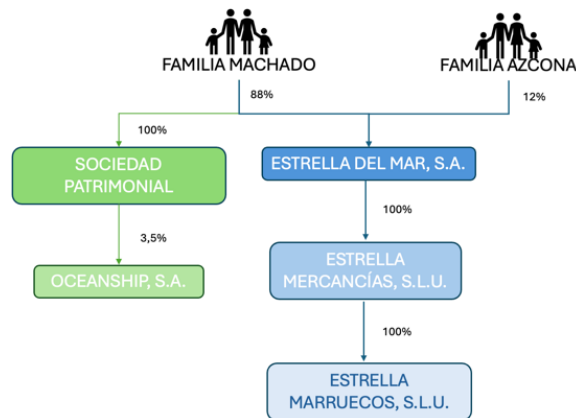 FAMILIA MACHADO
FAMILIA AZCONA
88%
12%
100%
SOCIEDAD
PATRIMONIAL
ESTRELLA DEL MAR, S.A.
100%
3,5%
ESTRELLA
MERCANCÍAS, S.L.U.
OCEANSHIP, S.A.
100%
ESTRELLA
MARRUECOS, S.L.U.